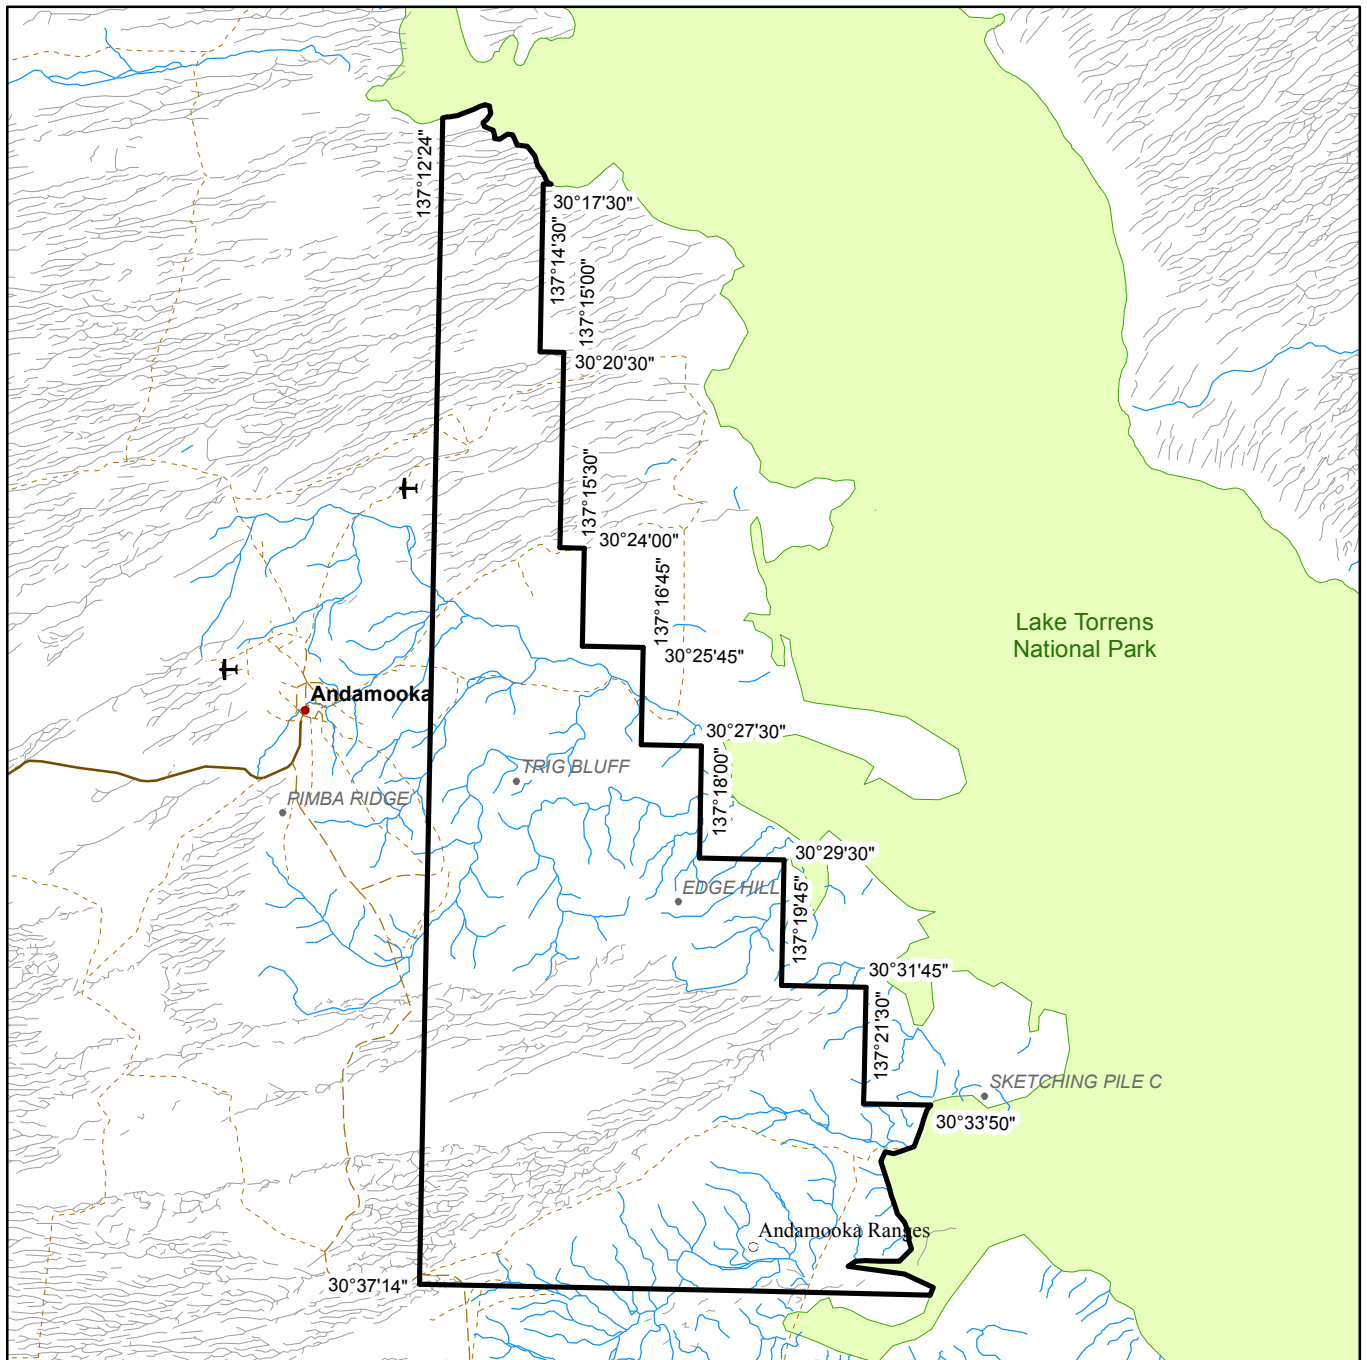 137°12'24"
30°17'30"
137°14'30"
137°15'00"
30°20'30"
137°15'30"
30°24'00"
137°16'45"
30°25'45"
Lake Torrens
National Park
Andamooka
30°27'30"
137°18'00"
TRIG BLUFF
PIMBA RIDGE
30°29'30"
EDGE HILL
137°19'45"
30°31'45"
137°21'30"
SKETCHING PILE C
30°33'50"
Andamooka Ranges
30°37'14"